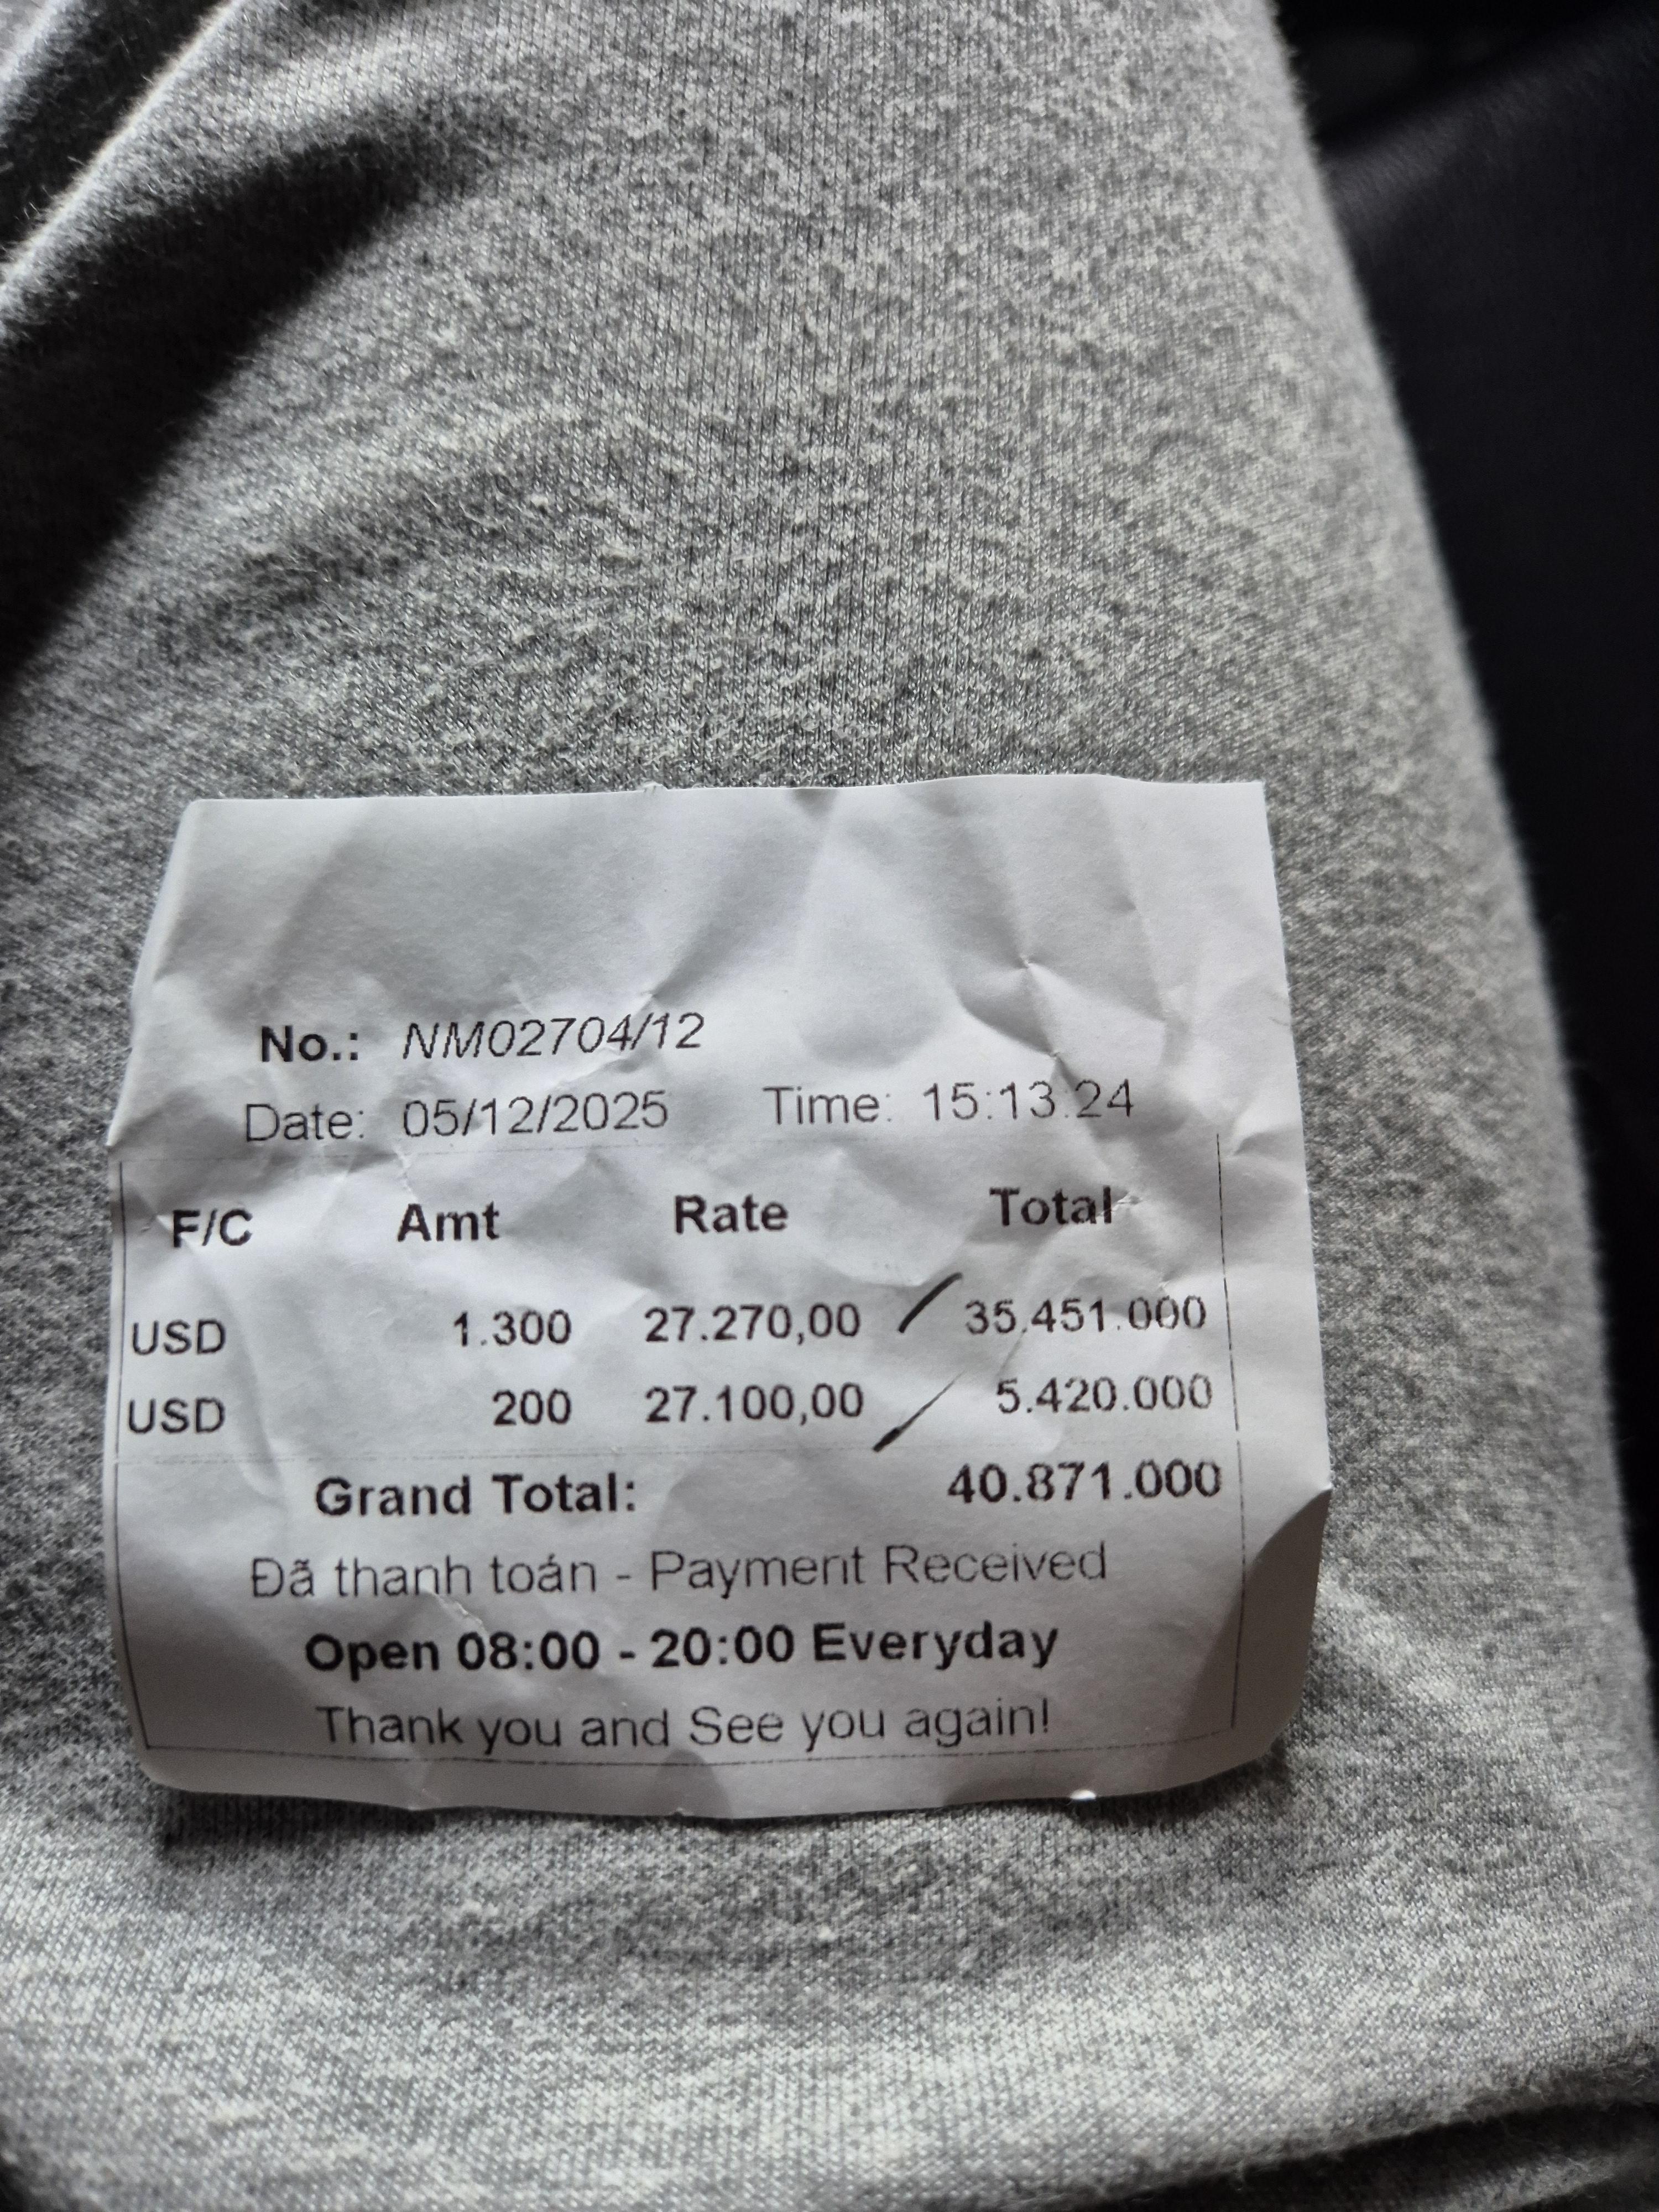 No.: NM02704/12
Date: 05/12/2025 Time: 15:13:24
F/C Amt Rate Total
USD 1.300 27.270,00 35.451.000
USD 200 27.100,00 5.420.000
Grand Total: 40.871.000
Đã thanh toán - Payment Received
Open 08:00 - 20:00 Everyday
Thank you and See you again!